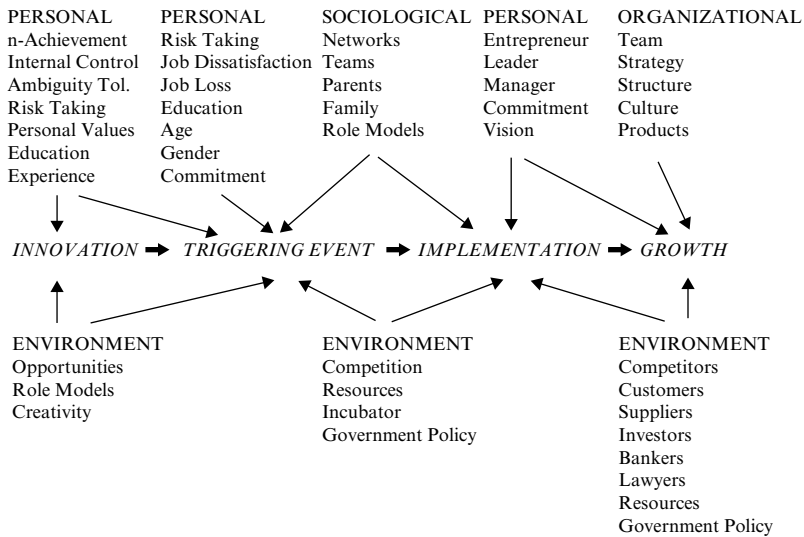 PERSONAL
n-Achievement
Internal Control
Ambiguity Tol.
Risk Taking
Personal Values
Education
Experience
PERSONAL
Risk Taking
Job Dissatisfaction
Job Loss
Education
Age
Gender
Commitment
SOCIOLOGICAL
Networks
Teams
Parents
Family
Role Models
PERSONAL
Entrepreneur
Leader
Manager
Commitment
Vision
ORGANIZATIONAL
Team
Strategy
Structure
Culture
Products
INNOVATION
TRIGGERING EVENT
IMPLEMENTATION
GROWTH
ENVIRONMENT
Opportunities
Role Models
Creativity
ENVIRONMENT
Competition
Resources
Incubator
Government Policy
ENVIRONMENT
Competitors
Customers
Suppliers
Investors
Bankers
Lawyers
Resources
Government Policy